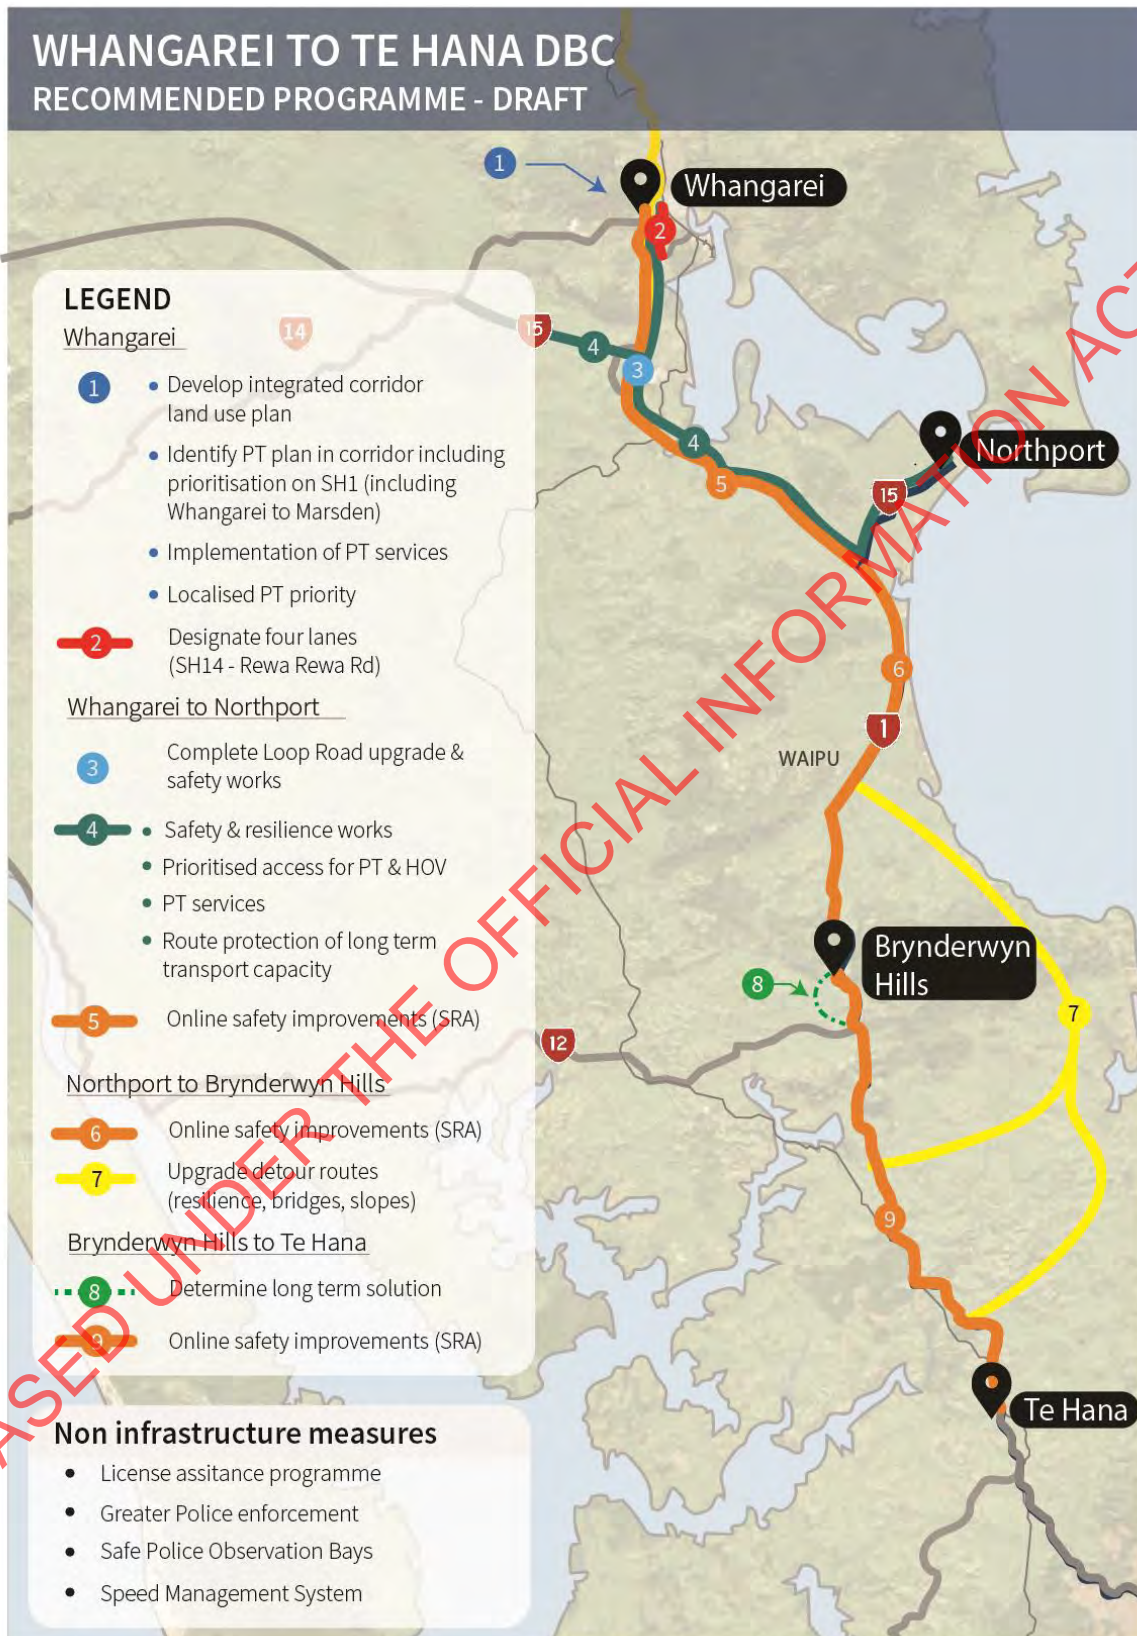 WHANGAREI TO TE HANA DBC
RECOMMENDED PROGRAMME - DRAFT
1
Whangarei
2
LEGEND
Whangarei
14
15
4
3
1
• Develop integrated corridor
land use plan
• Identify PT plan in corridor including
prioritisation on SH1 (including
Whangarei to Marsden)
• Implementation of PT services
• Localised PT priority
2
Designate four lanes
(SH14 - Rewa Rewa Rd)
Whangarei to Northport
3
Complete Loop Road upgrade &
safety works
4
• Safety & resilience works
• Prioritised access for PT & HOV
• PT services
• Route protection of long term
transport capacity
5
Online safety improvements (SRA)
Northport to Brynderwyn Hills
6
Online safety improvements (SRA)
7
Upgrade detour routes
(resilience, bridges, slopes)
Brynderwyn Hills to Te Hana
8
Determine long term solution
9
Online safety improvements (SRA)
4
5
Northport
15
6
1
WAIPU
Brynderwyn
Hills
8
7
12
9
Te Hana
Non infrastructure measures
• License assitance programme
• Greater Police enforcement
• Safe Police Observation Bays
• Speed Management System
ASED UNDER THE OFFICIAL INFORMATION ACT